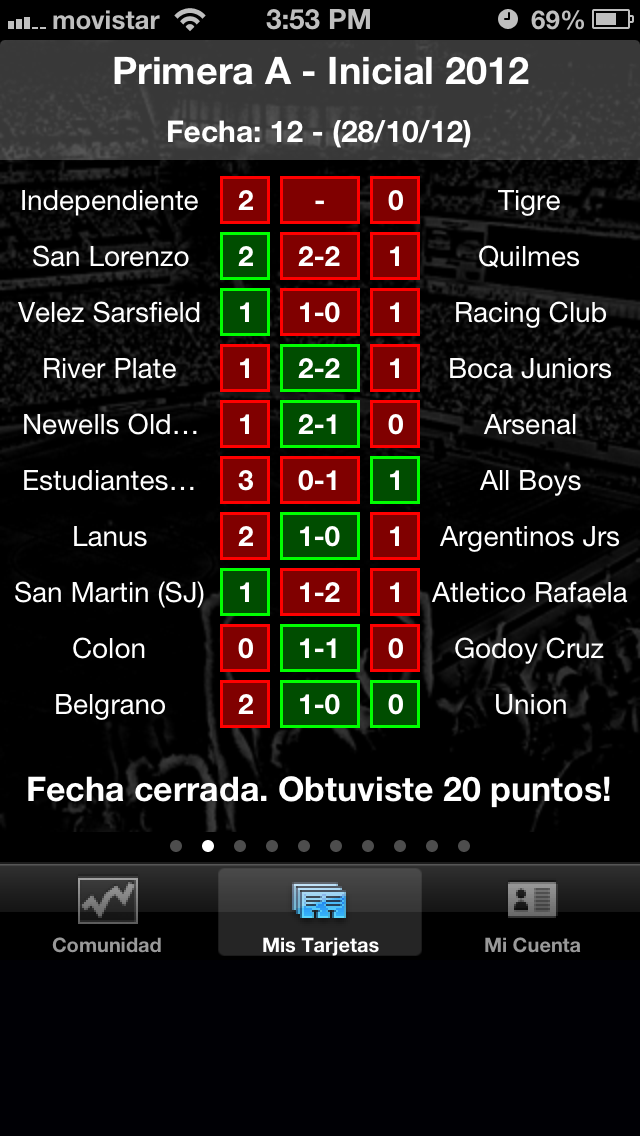 movistar 3:53 PM 69%
Primera A - Inicial 2012
Fecha: 12 - (28/10/12)
Independiente 2 - 0 Tigre
San Lorenzo 2 2-2 1 Quilmes
Velez Sarsfield 1 1-0 1 Racing Club
River Plate 1 2-2 1 Boca Juniors
Newells Old... 1 2-1 0 Arsenal
Estudiantes... 3 0-1 1 All Boys
Lanus 2 1-0 1 Argentinos Jrs
San Martin (SJ) 1 1-2 1 Atletico Rafaela
Colon 0 1-1 0 Godoy Cruz
Belgrano 2 1-0 0 Union
Fecha cerrada. Obtuviste 20 puntos!
Comunidad Mis Tarjetas Mi Cuenta